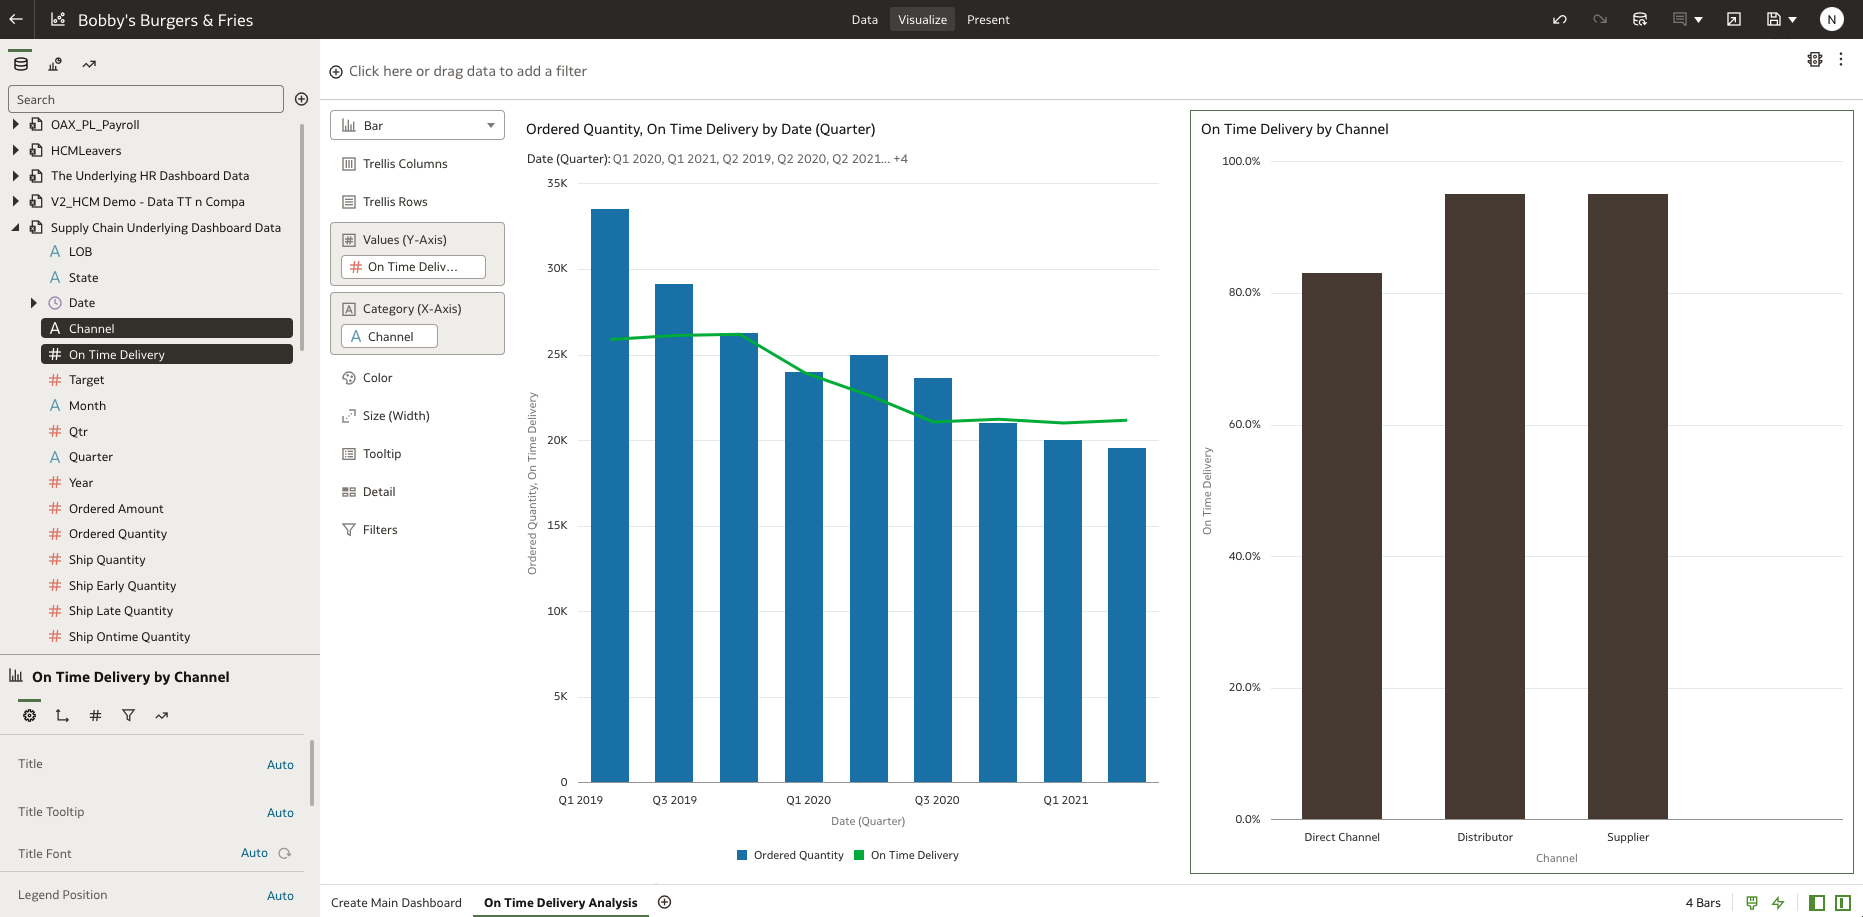 Bobby's Burgers & Fries
Data
Visualize
Present
N
Search
OAX_PL_Payroll
HCMLeavers
The Underlying HR Dashboard Data
V2_HCM Demo - Data TT n Compa
Supply Chain Underlying Dashboard Data
LOB
State
Date
Channel
On Time Delivery
Target
Month
Qtr
Quarter
Year
Ordered Amount
Ordered Quantity
Ship Quantity
Ship Early Quantity
Ship Late Quantity
Ship Ontime Quantity
On Time Delivery by Channel
Title Auto
Title Tooltip Auto
Title Font Auto
Legend Position Auto
Click here or drag data to add a filter
Bar
Trellis Columns
Trellis Rows
Values (Y-Axis)
On Time Deliv...
Category (X-Axis)
Channel
Color
Size (Width)
Tooltip
Detail
Filters
Ordered Quantity, On Time Delivery by Date (Quarter)
Date (Quarter): Q1 2020, Q1 2021, Q2 2019, Q2 2020, Q2 2021... +4
35K
30K
25K
20K
15K
10K
5K
0
Ordered Quantity, On Time Delivery
Q1 2019 Q3 2019 Q1 2020 Q3 2020 Q1 2021
Date (Quarter)
Ordered Quantity On Time Delivery
On Time Delivery by Channel
100.0%
80.0%
60.0%
40.0%
20.0%
0.0%
On Time Delivery
Direct Channel Distributor Supplier
Channel
Create Main Dashboard
On Time Delivery Analysis
4 Bars